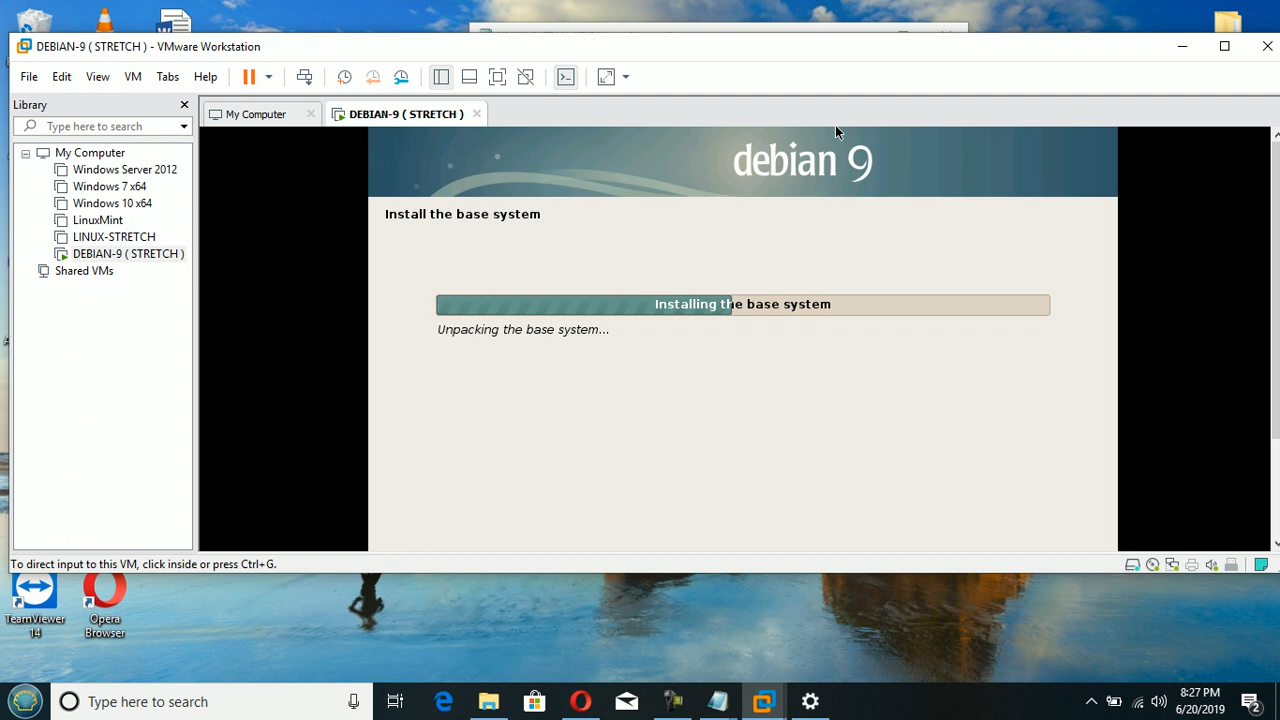 DEBIAN-9 ( STRETCH ) - VMware Workstation
File Edit View VM Tabs Help
Library
Type here to search
My Computer
Windows Server 2012
Windows 7 x64
Windows 10 x64
LinuxMint
LINUX-STRETCH
DEBIAN-9 ( STRETCH )
Shared VMs
My Computer
DEBIAN-9 ( STRETCH )
debian 9
Install the base system
Installing the base system
Unpacking the base system...
To direct input to this VM, click inside or press Ctrl+G.
TeamViewer
14
Opera
Browser
Type here to search
8:27 PM
6/20/2019
2